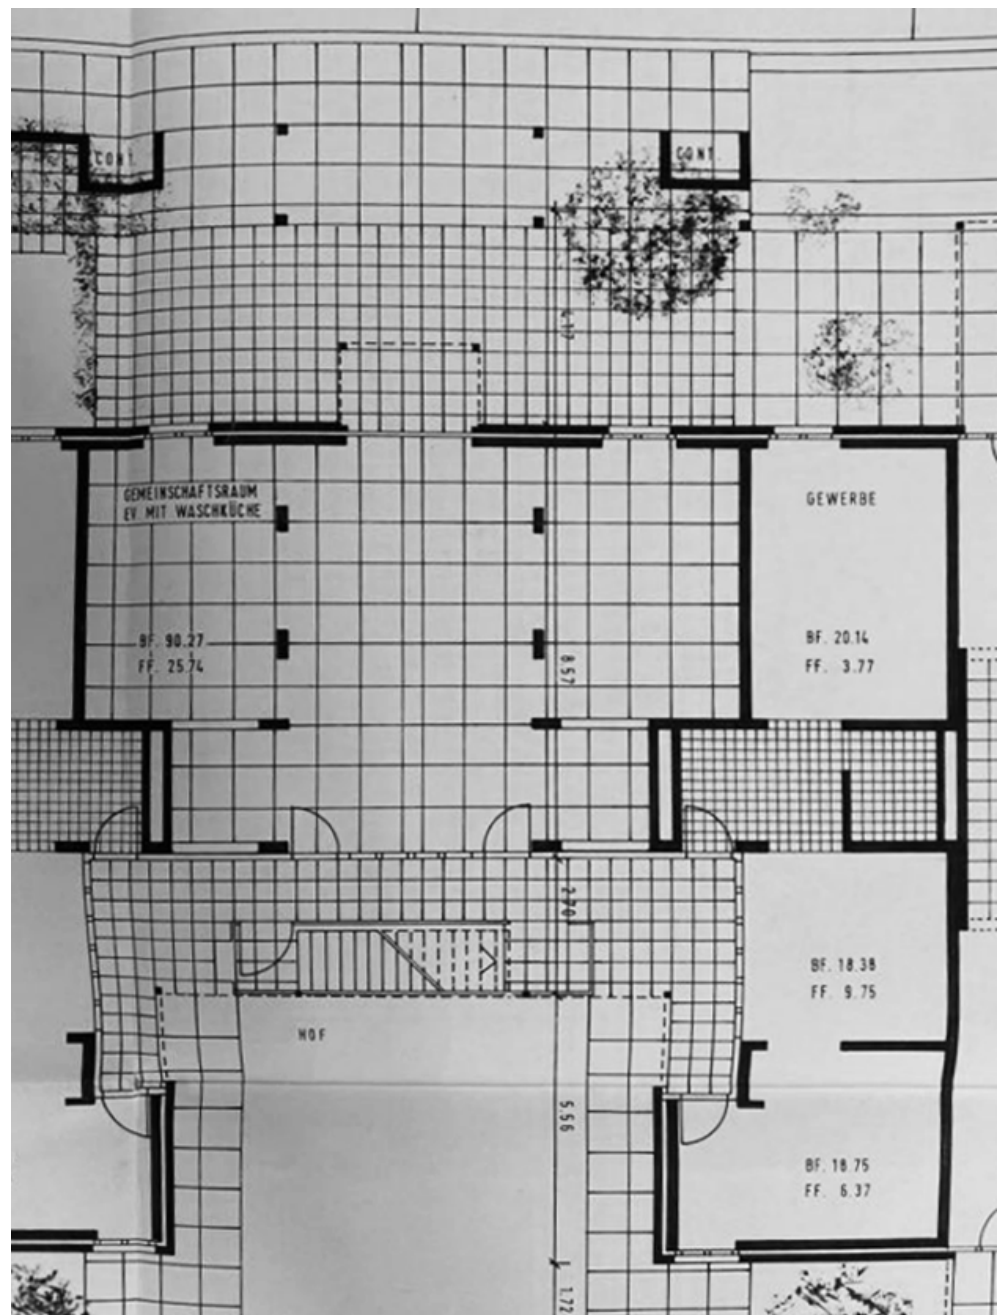 CONT.
CONT.
4.17
GEMEINSCHAFTSRAUM
EV. MIT WASCHKÜCHE
GEWERBE
BF. 90.27
FF. 25.74
8.57
BF. 20.14
FF. 3.77
2.70
BF. 18.38
FF. 9.75
HOF
5.56
BF. 18.75
FF. 6.37
1.72